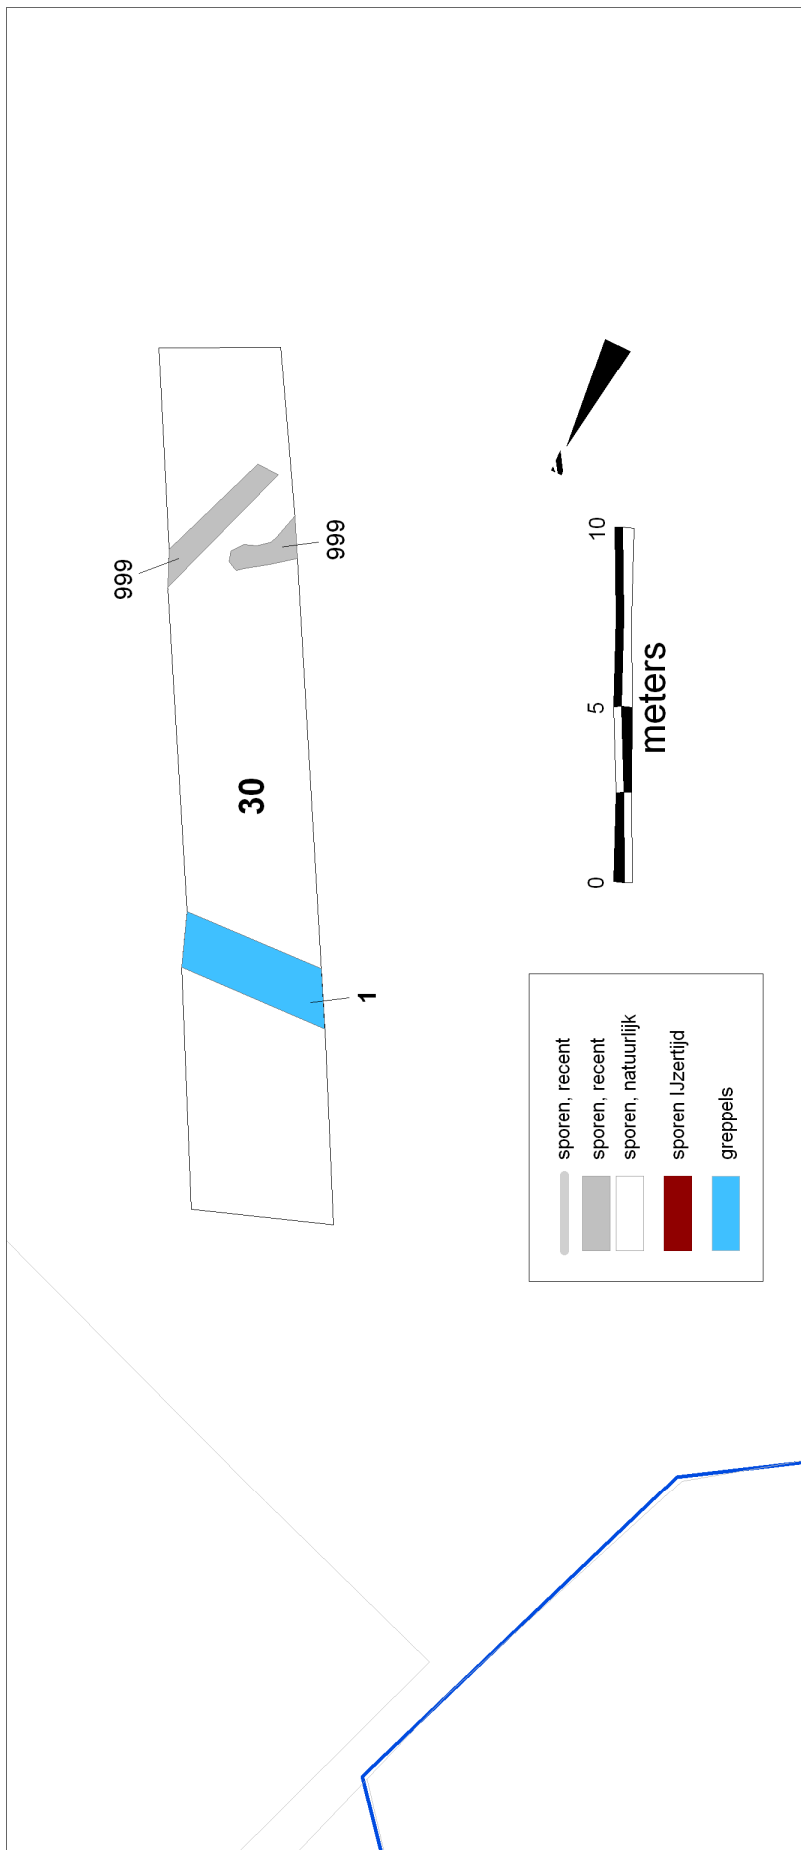 999
999
30
1
0
5
10
meters
sporen, recent
sporen, recent
sporen, natuurlijk
sporen IJzertijd
greppels